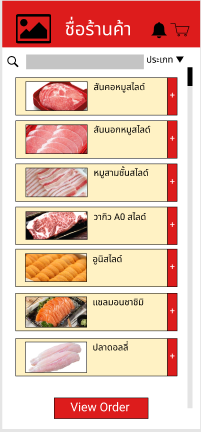 ชื่อร้านค้า
ประเภท ▼
สันคอหมูสไลด์
+
สันนอกหมูสไลด์
+
หมูสามชั้นสไลด์
+
วากิว A0 สไลด์
+
อูนิสไลด์
+
แซลมอนซาชิมิ
+
ปลาดอลลี่
+
View Order